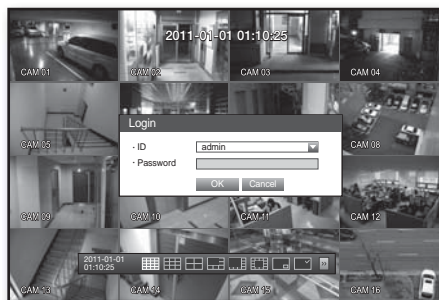 2011-01-01 01:10:25
CAM 01
CAM 02
CAM 03
CAM 04
Login
CAM 05
· ID
admin
CAM 08
· Password
OK
Cancel
CAM 09
CAM 10
CAM 11
CAM 12
2011-01-01
01:10:25
CAM 13
CAM 14
CAM 15
CAM 16